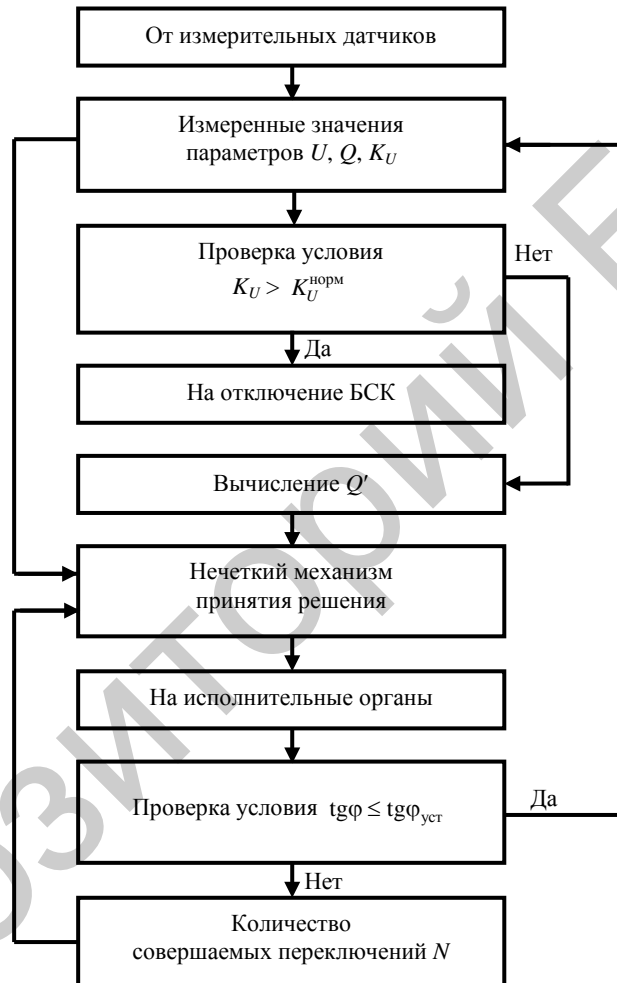 От измерительных датчиков
Измеренные значения
параметров U, Q, K_U
Проверка условия
K_U > K_U^норм
Нет
Да
На отключение БСК
Вычисление Q′
Нечеткий механизм
принятия решения
На исполнительные органы
Проверка условия tgφ ≤ tgφ_уст
Да
Нет
Количество
совершаемых переключений N
озиторий